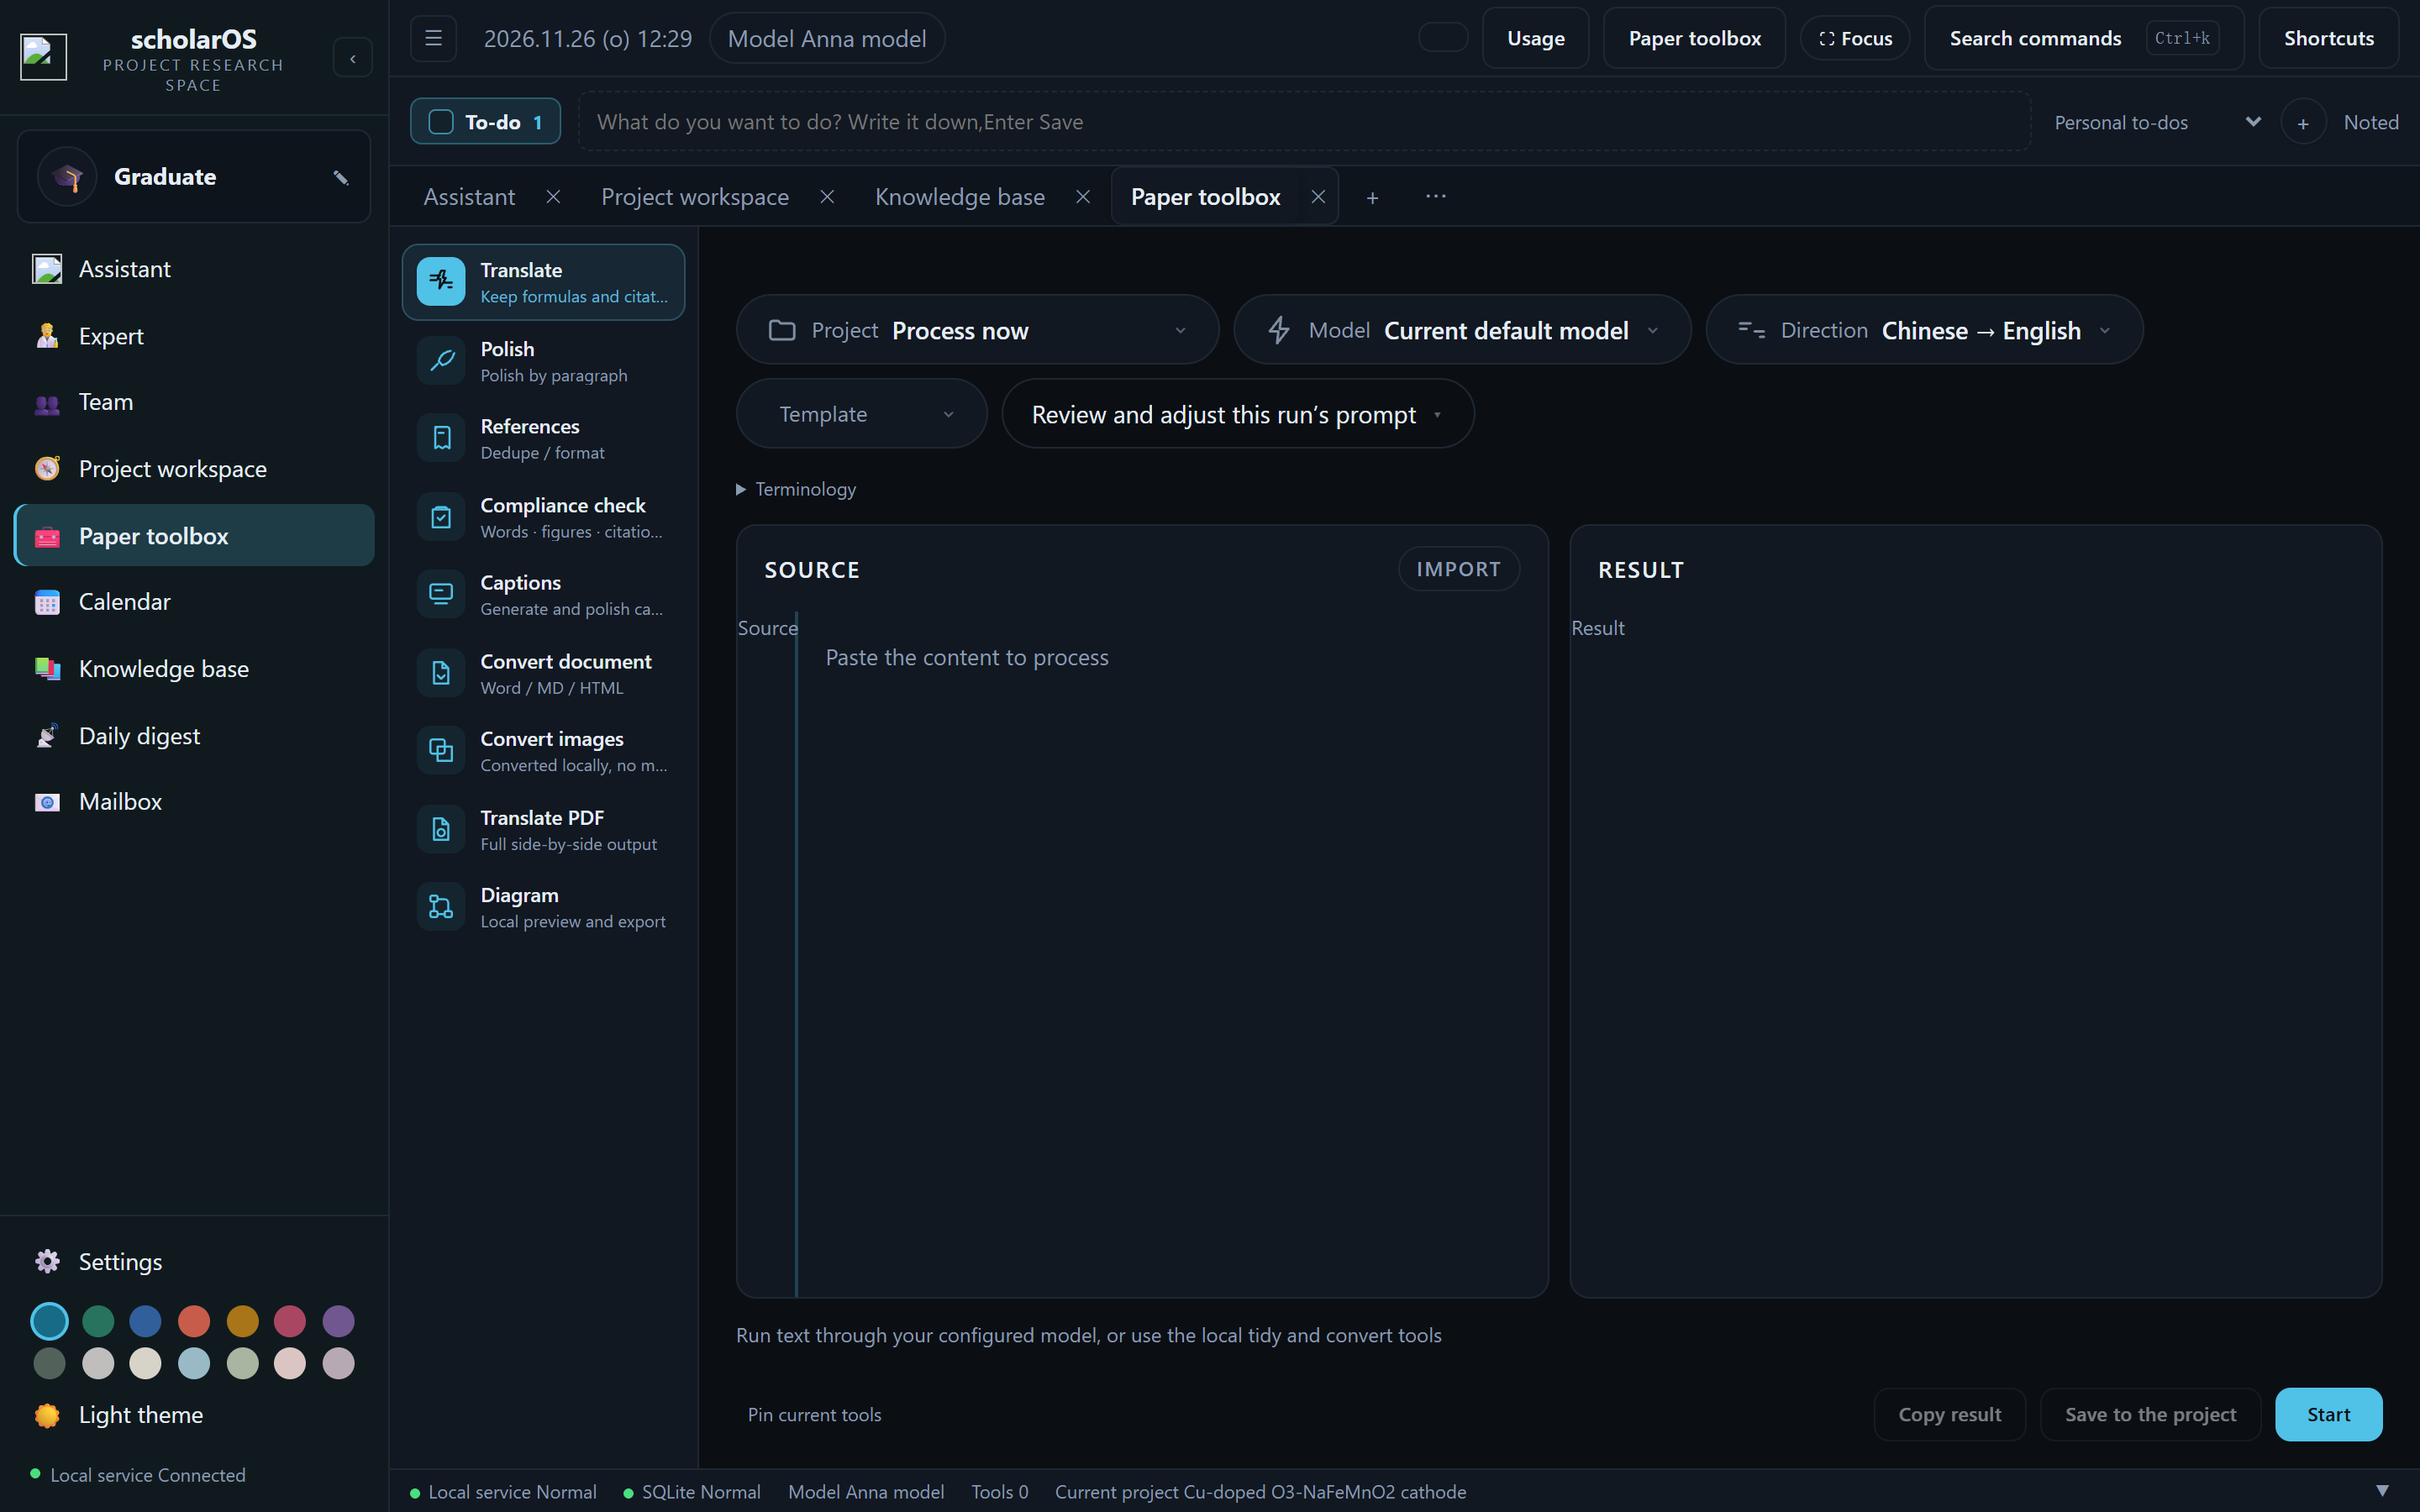 scholarOS
PROJECT RESEARCH
SPACE
Graduate
Assistant
Expert
Team
Project workspace
Paper toolbox
Calendar
Knowledge base
Daily digest
Mailbox
Settings
Light theme
Local service Connected
2026.11.26 (o) 12:29
Model Anna model
Usage
Paper toolbox
Focus
Search commands Ctrl+k
Shortcuts
To-do 1
What do you want to do? Write it down,Enter Save
Personal to-dos
+
Noted
Assistant
Project workspace
Knowledge base
Paper toolbox
+
...
Translate
Keep formulas and citat...
Polish
Polish by paragraph
References
Dedupe / format
Compliance check
Words · figures · citatio...
Captions
Generate and polish ca...
Convert document
Word / MD / HTML
Convert images
Converted locally, no m...
Translate PDF
Full side-by-side output
Diagram
Local preview and export
Project Process now
Model Current default model
Direction Chinese → English
Template
Review and adjust this run’s prompt
Terminology
SOURCE
IMPORT
Source
Paste the content to process
RESULT
Result
Run text through your configured model, or use the local tidy and convert tools
Pin current tools
Copy result
Save to the project
Start
Local service Normal
SQLite Normal
Model Anna model
Tools 0
Current project Cu-doped O3-NaFeMnO2 cathode